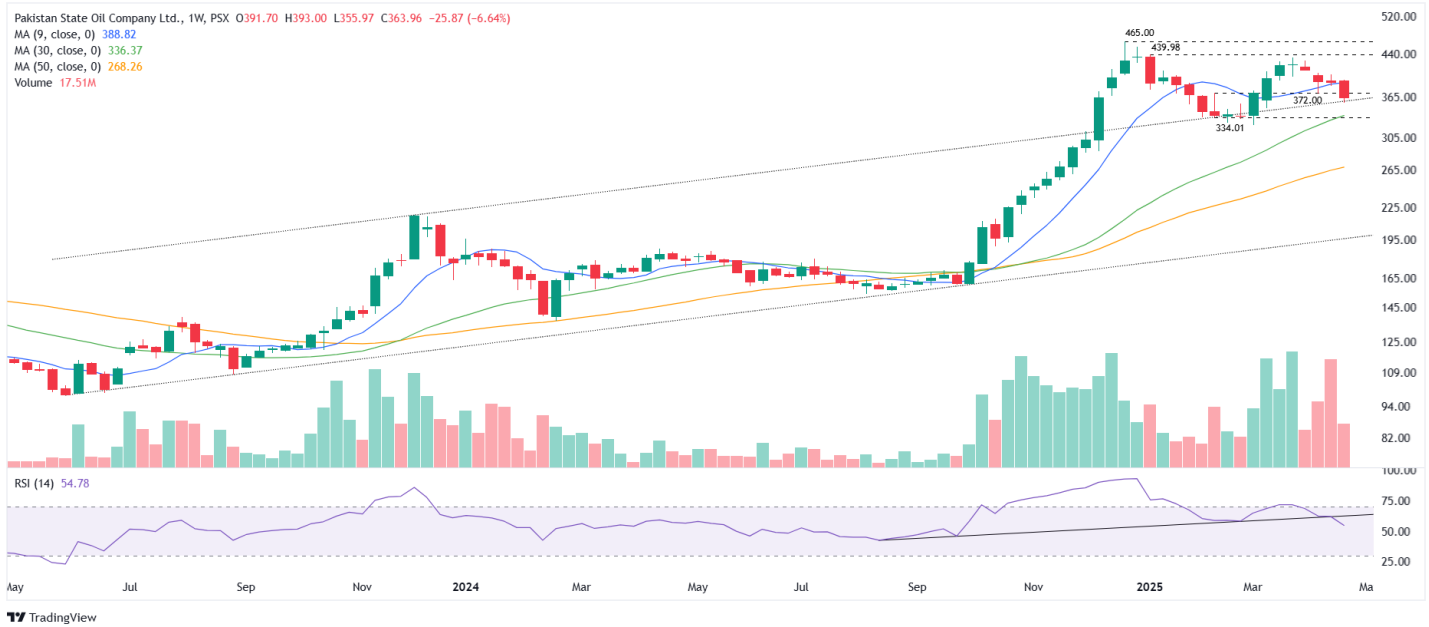 Pakistan State Oil Company Ltd., 1W, PSX O391.70 H393.00 L355.97 C363.96 −25.87 (−6.64%)
MA (9, close, 0) 388.82
MA (30, close, 0) 336.37
MA (50, close, 0) 268.26
Volume 17.51M
520.00
465.00
439.98
440.00
372.00
365.00
334.01
305.00
265.00
225.00
195.00
165.00
145.00
125.00
109.00
94.00
82.00
100.00
RSI (14) 54.78
75.00
50.00
25.00
May Jul Sep Nov 2024 Mar May Jul Sep Nov 2025 Mar Ma
TradingView